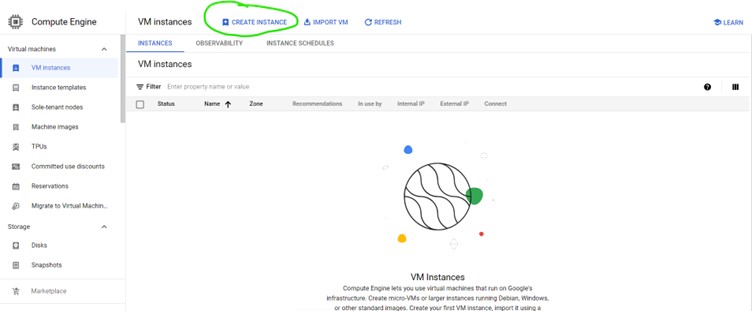 Compute Engine
VM instances
CREATE INSTANCE
IMPORT VM
REFRESH
LEARN
Virtual machines
VM instances
Instance templates
Sole-tenant nodes
Machine images
TPUs
Committed use discounts
Reservations
Migrate to Virtual Machin...
Storage
Disks
Snapshots
Marketplace
INSTANCES
OBSERVABILITY
INSTANCE SCHEDULES
VM instances
Filter Enter property name or value
Status Name Zone Recommendations In use by Internal IP External IP Connect
VM Instances
Compute Engine lets you use virtual machines that run on Google's
infrastructure. Create micro-VMs or larger instances running Debian, Windows,
or other standard images. Create your first VM instance, import it using a